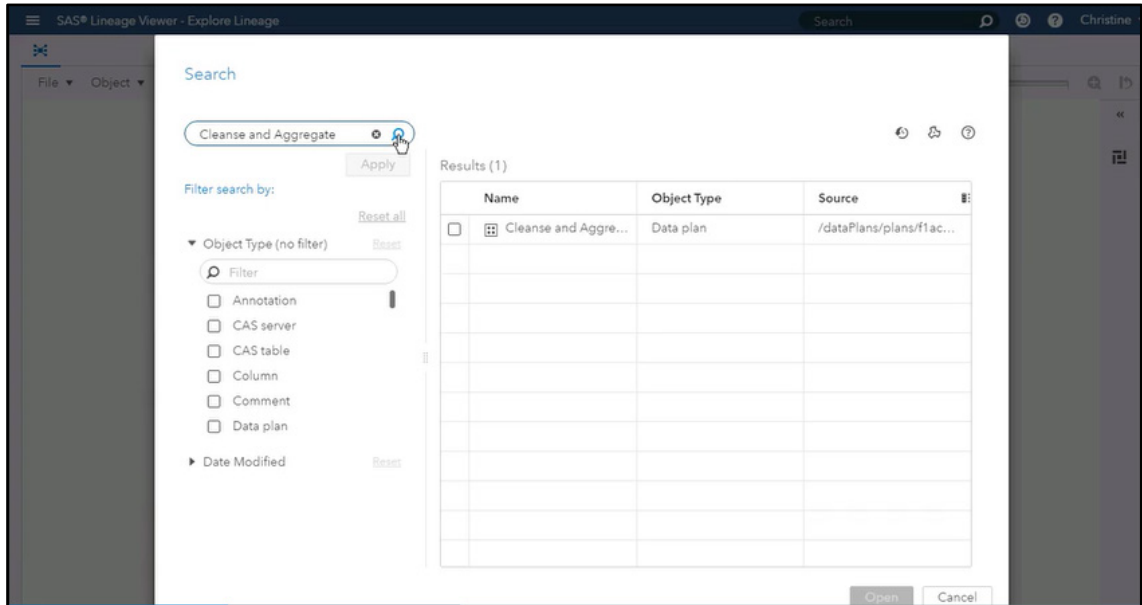 SAS® Lineage Viewer - Explore Lineage
Search
Christine
File
Object
Search
Cleanse and Aggregate
Apply
Results (1)
Filter search by:
Reset all
Name Object Type Source
Cleanse and Aggre... Data plan /dataPlans/plans/f1ac...
Object Type (no filter) Reset
Filter
Annotation
CAS server
CAS table
Column
Comment
Data plan
Date Modified Reset
Open Cancel